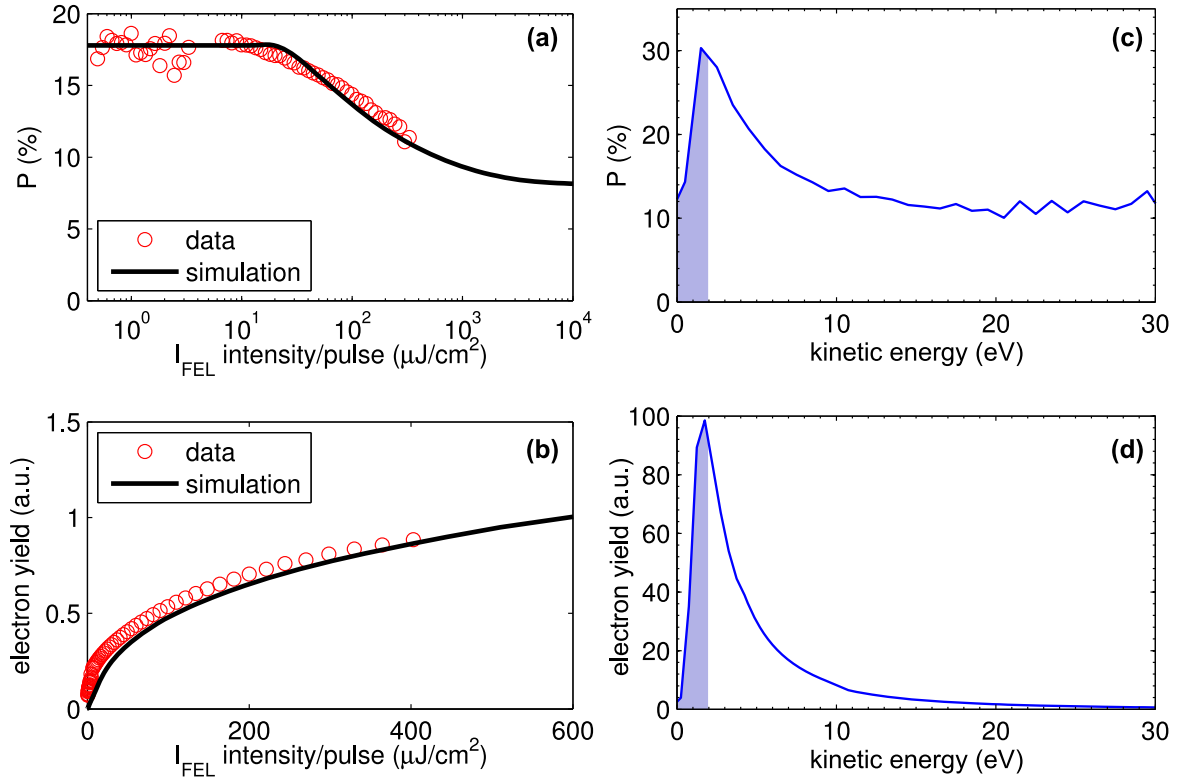 (a)
P (%)
20
15
10
5
0
data
simulation
10^0 10^1 10^2 10^3 10^4
I_FEL intensity/pulse (μJ/cm^2)
(c)
P (%)
30
20
10
0
0 10 20 30
kinetic energy (eV)
(b)
electron yield (a.u.)
1.5
1
0.5
0
data
simulation
0 200 400 600
I_FEL intensity/pulse (μJ/cm^2)
(d)
electron yield (a.u.)
100
80
60
40
20
0
0 10 20 30
kinetic energy (eV)